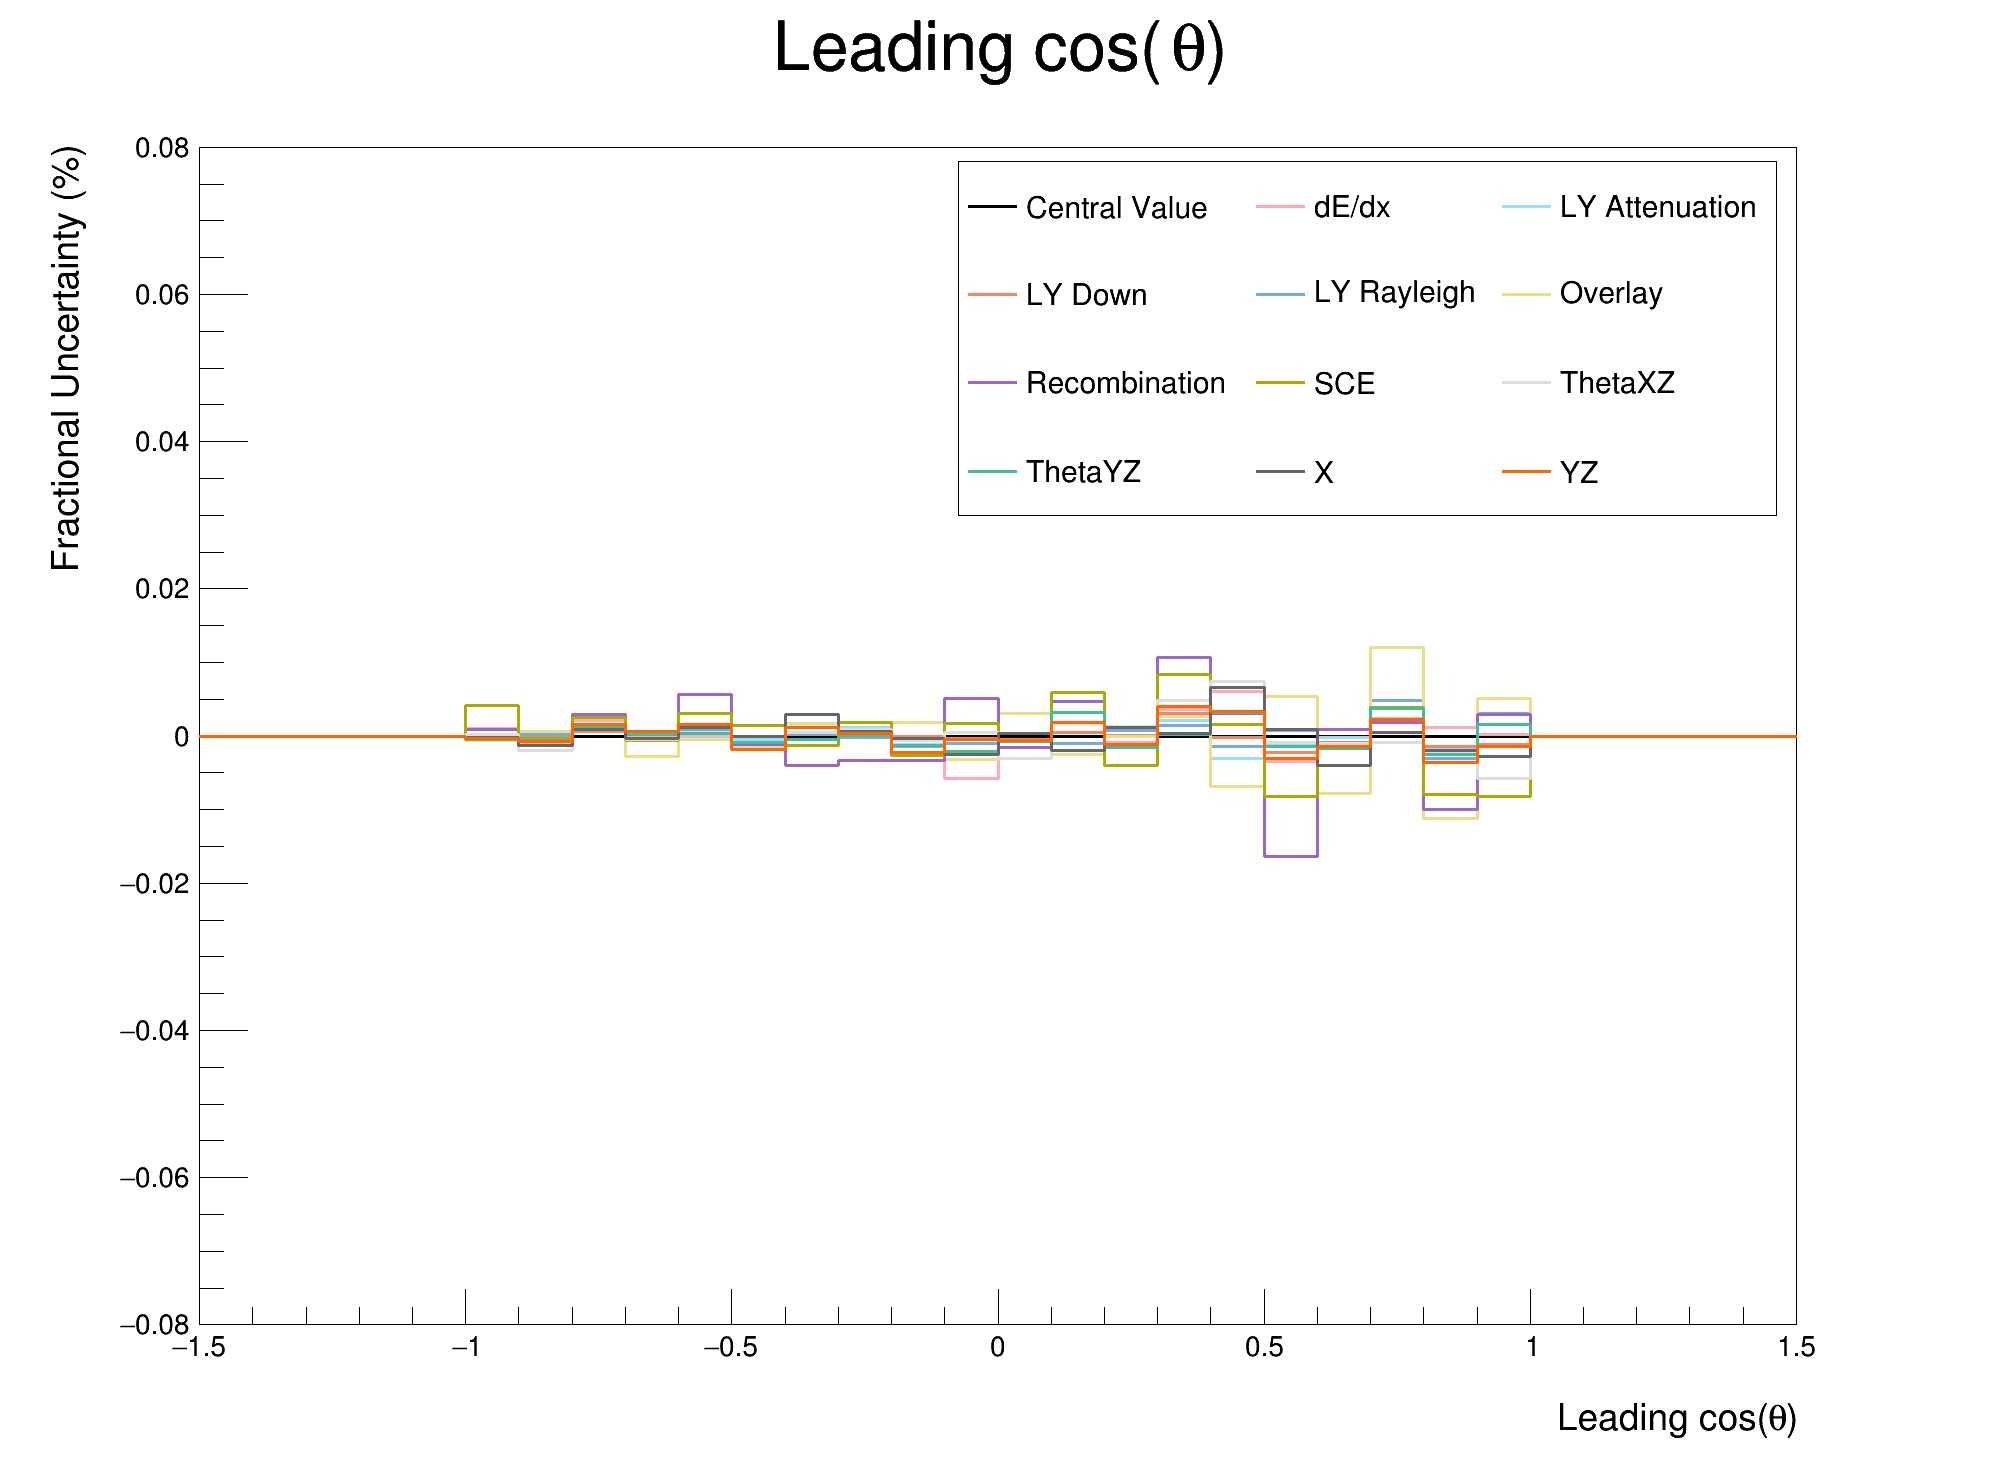 Leading cos(θ)
Fractional Uncertainty (%)
0.08
0.06
0.04
0.02
0
−0.02
−0.04
−0.06
−0.08
Central Value dE/dx LY Attenuation
LY Down LY Rayleigh Overlay
Recombination SCE ThetaXZ
ThetaYZ X YZ
−1.5 −1 −0.5 0 0.5 1 1.5
Leading cos(θ)